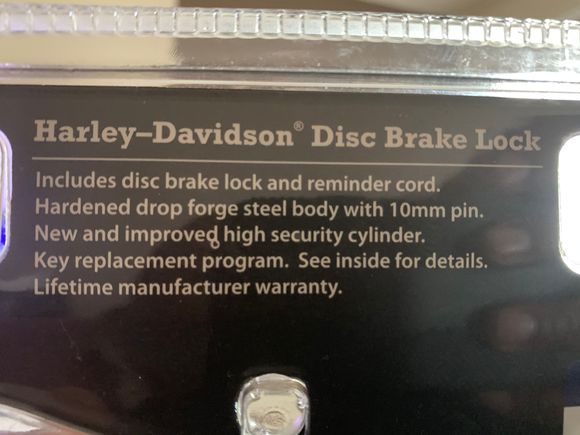 Harley–Davidson® Disc Brake Lock
Includes disc brake lock and reminder cord.
Hardened drop forge steel body with 10mm pin.
New and improved high security cylinder.
Key replacement program. See inside for details.
Lifetime manufacturer warranty.